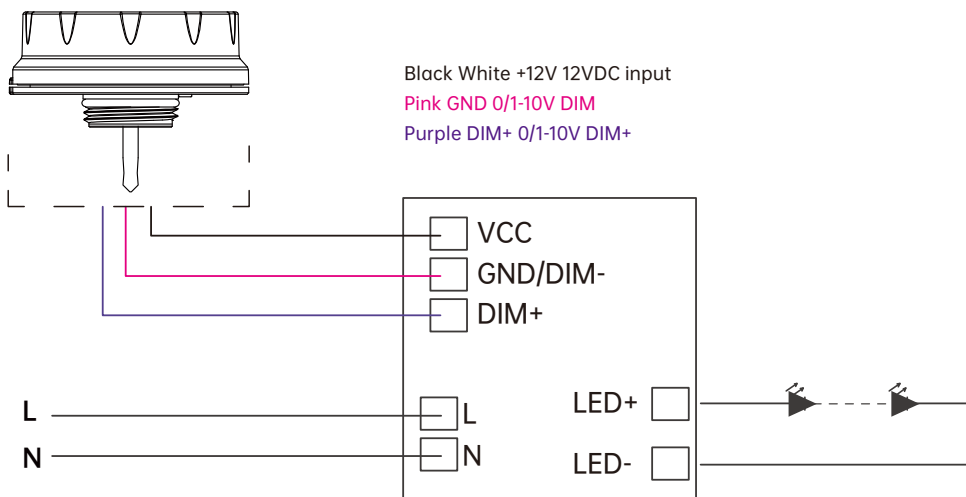 Black White +12V 12VDC input
Pink GND 0/1-10V DIM
Purple DIM+ 0/1-10V DIM+
VCC
GND/DIM-
DIM+
L
L
LED+
N
N
LED-